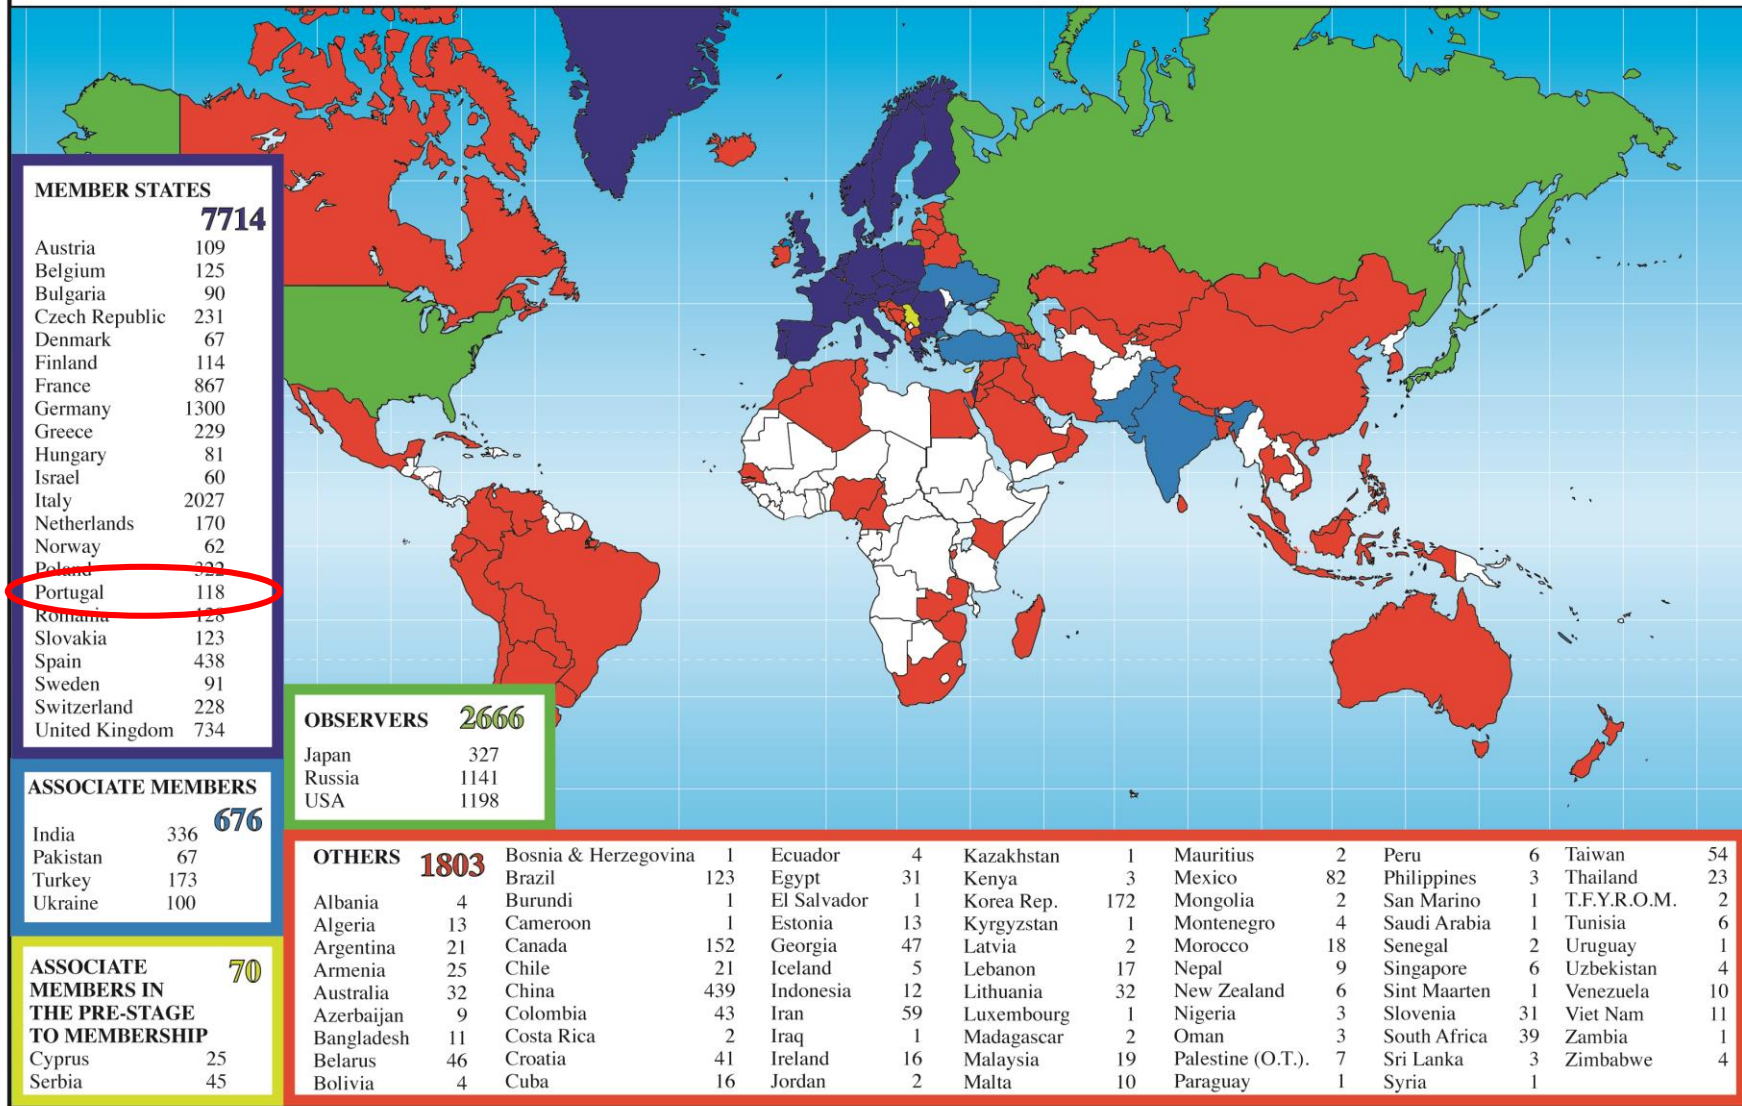 MEMBER STATES
7714
Austria 109
Belgium 125
Bulgaria 90
Czech Republic 231
Denmark 67
Finland 114
France 867
Germany 1300
Greece 229
Hungary 81
Israel 60
Italy 2027
Netherlands 170
Norway 62
Poland 322
Portugal 118
Romania 128
Slovakia 123
Spain 438
Sweden 91
Switzerland 228
United Kingdom 734
ASSOCIATE MEMBERS
676
India 336
Pakistan 67
Turkey 173
Ukraine 100
ASSOCIATE 70
MEMBERS IN
THE PRE-STAGE
TO MEMBERSHIP
Cyprus 25
Serbia 45
OBSERVERS 2666
Japan 327
Russia 1141
USA 1198
OTHERS 1803
Albania 4
Algeria 13
Argentina 21
Armenia 25
Australia 32
Azerbaijan 9
Bangladesh 11
Belarus 46
Bolivia 4
Bosnia & Herzegovina 1
Brazil 123
Burundi 1
Cameroon 1
Canada 152
Chile 21
China 439
Colombia 43
Costa Rica 2
Croatia 41
Cuba 16
Ecuador 4
Egypt 31
El Salvador 1
Estonia 13
Georgia 47
Iceland 5
Indonesia 12
Iran 59
Iraq 1
Ireland 16
Jordan 2
Kazakhstan 1
Kenya 3
Korea Rep. 172
Kyrgyzstan 1
Latvia 2
Lebanon 17
Lithuania 32
Luxembourg 1
Madagascar 2
Malaysia 19
Malta 10
Mauritius 2
Mexico 82
Mongolia 2
Montenegro 4
Morocco 18
Nepal 9
New Zealand 6
Nigeria 3
Oman 3
Palestine (O.T.). 7
Paraguay 1
Peru 6
Philippines 3
San Marino 1
Saudi Arabia 1
Senegal 2
Singapore 6
Sint Maarten 1
Slovenia 31
South Africa 39
Sri Lanka 3
Syria 1
Taiwan 54
Thailand 23
T.F.Y.R.O.M. 2
Tunisia 6
Uruguay 1
Uzbekistan 4
Venezuela 10
Viet Nam 11
Zambia 1
Zimbabwe 4